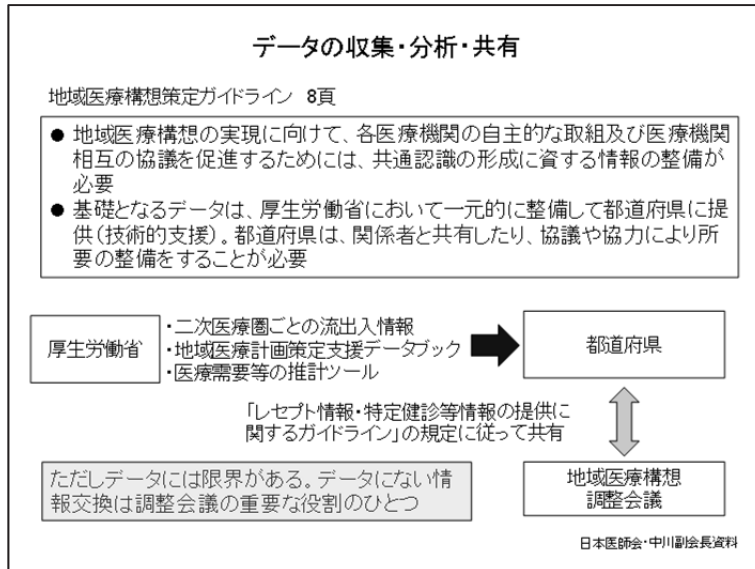 データの収集・分析・共有
地域医療構想策定ガイドライン 8頁
● 地域医療構想の実現に向けて、各医療機関の自主的な取組及び医療機関
相互の協議を促進するためには、共通認識の形成に資する情報の整備が
必要
● 基礎となるデータは、厚生労働省において一元的に整備して都道府県に提
供(技術的支援)。都道府県は、関係者と共有したり、協議や協力により所
要の整備をすることが必要
厚生労働省
・二次医療圏ごとの流出入情報
・地域医療計画策定支援データブック
・医療需要等の推計ツール
都道府県
「レセプト情報・特定健診等情報の提供に
関するガイドライン」の規定に従って共有
ただしデータには限界がある。データにない情
報交換は調整会議の重要な役割のひとつ
地域医療構想
調整会議
日本医師会・中川副会長資料